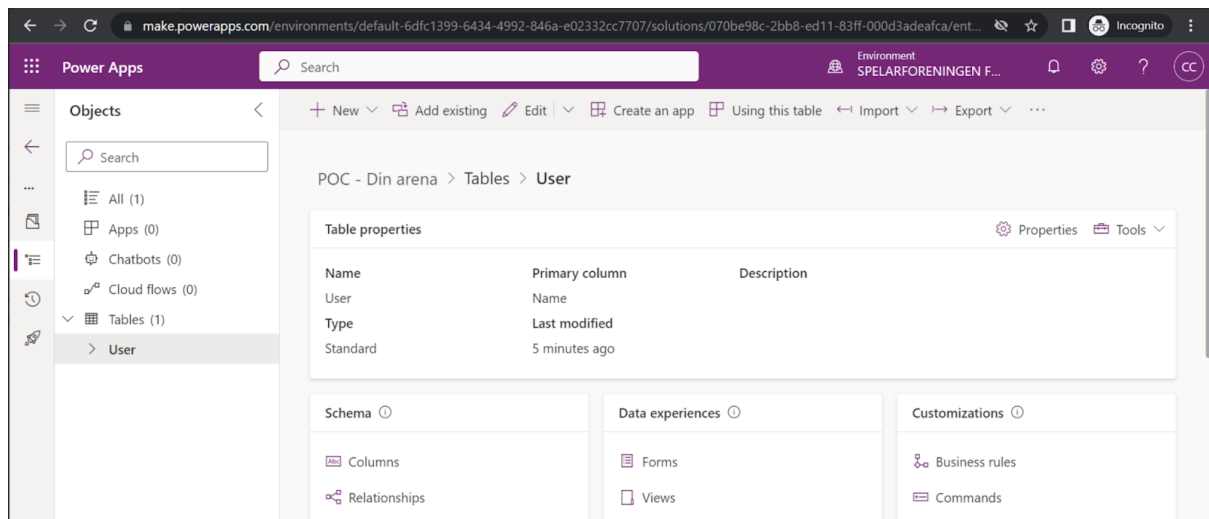 make.powerapps.com/environments/default-6dfc1399-6434-4992-846a-e02332cc7707/solutions/070be98c-2bb8-ed11-83ff-000d3adeafca/ent... Incognito
Power Apps Search Environment SPELARFORENINGEN F... ? CC
Objects New Add existing Edit Create an app Using this table Import Export ...
Search
...
POC - Din arena > Tables > User
All (1)
Apps (0)
Chatbots (0)
Cloud flows (0)
Tables (1)
User
Table properties Properties Tools
Name Primary column Description
User Name
Type Last modified
Standard 5 minutes ago
Schema Data experiences Customizations
Abc Columns Forms Business rules
Relationships Views Commands